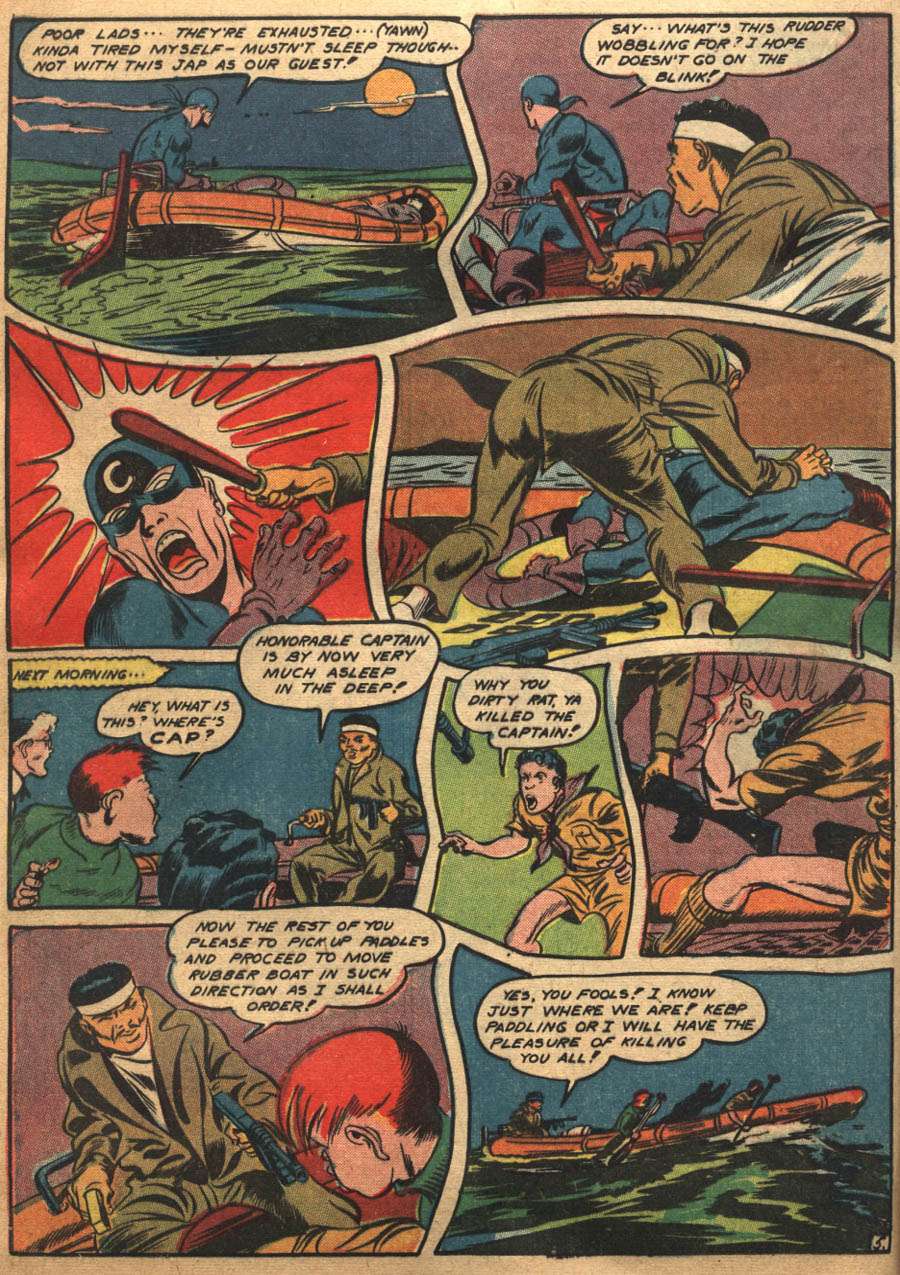 POOR LADS... THEY'RE EXHAUSTED...(YAWN)
KINDA TIRED MYSELF- MUSTN'T SLEEP THOUGH..
NOT WITH THIS JAP AS OUR GUEST!
SAY... WHAT'S THIS RUDDER
WOBBLING FOR? I HOPE
IT DOESN'T GO ON THE
BLINK!
C
NEXT MORNING...
HEY, WHAT IS
THIS? WHERE'S
CAP?
HONORABLE CAPTAIN
IS BY NOW VERY
MUCH ASLEEP
IN THE DEEP!
WHY YOU
DIRTY RAT, YA
KILLED THE
CAPTAIN!
NOW THE REST OF YOU
PLEASE TO PICK UP PADDLES
AND PROCEED TO MOVE
RUBBER BOAT IN SUCH
DIRECTION AS I SHALL
ORDER!
YES, YOU FOOLS! I KNOW
JUST WHERE WE ARE! KEEP
PADDLING OR I WILL HAVE THE
PLEASURE OF KILLING
YOU ALL!
5.